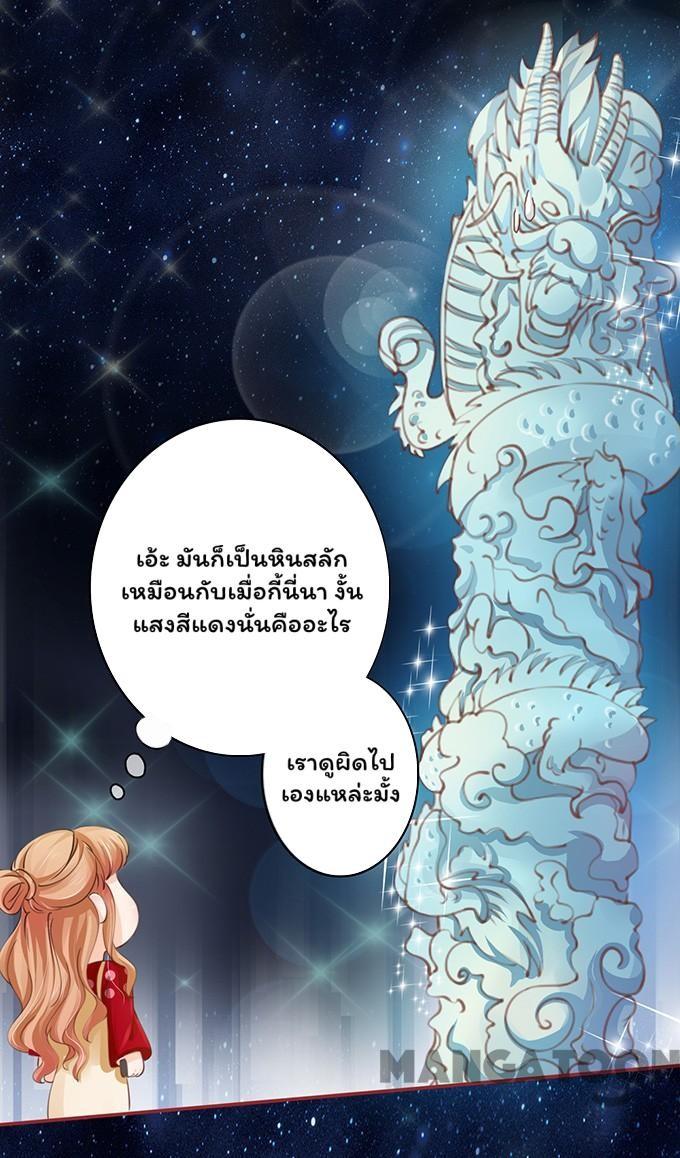 เอ้ะ มันก็เป็นหินสลัก
เหมือนกับเมื่อกี้นี่นา งั้น
แสงสีแดงนั่นคืออะไร
เราดูผิดไป
เองแหล่ะมั้ง
MANGATOON